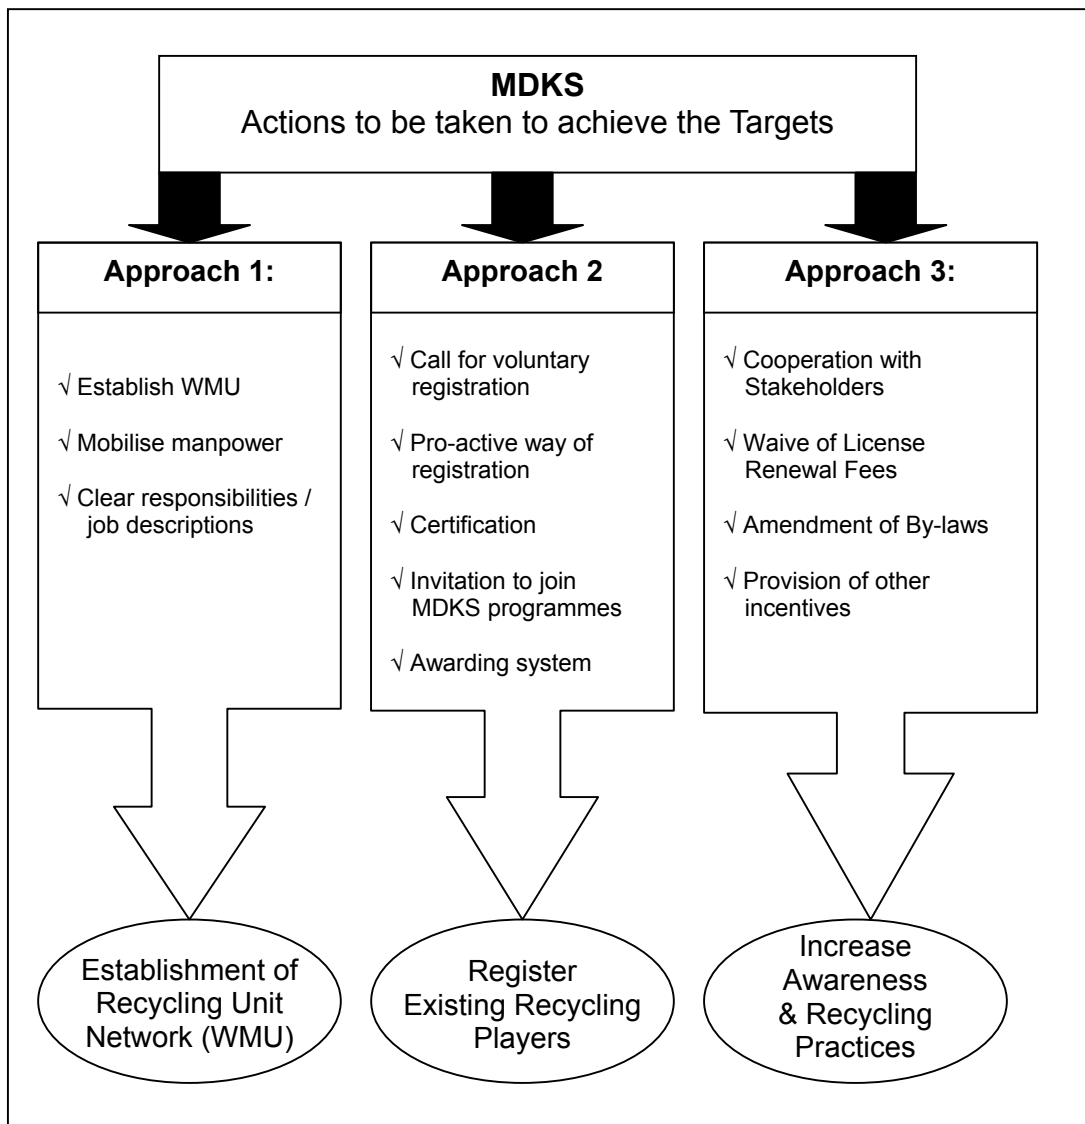 MDKS
Actions to be taken to achieve the Targets
Approach 1:
√ Establish WMU
√ Mobilise manpower
√ Clear responsibilities /
job descriptions
Establishment of
Recycling Unit
Network (WMU)
Approach 2
√ Call for voluntary
registration
√ Pro-active way of
registration
√ Certification
√ Invitation to join
MDKS programmes
√ Awarding system
Register
Existing Recycling
Players
Approach 3:
√ Cooperation with
Stakeholders
√ Waive of License
Renewal Fees
√ Amendment of By-laws
√ Provision of other
incentives
Increase
Awareness
& Recycling
Practices